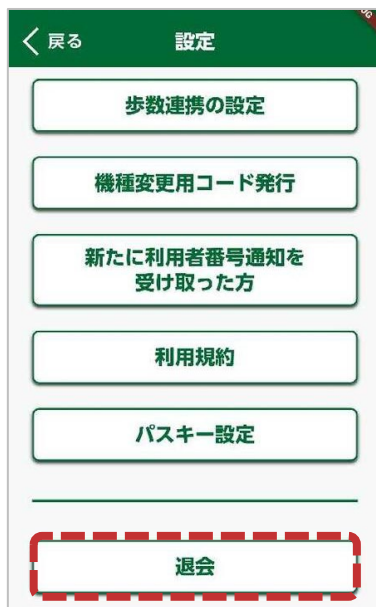 戻る
設定
歩数連携の設定
機種変更用コード発行
新たに利用者番号通知を
受け取った方
利用規約
パスキー設定
退会